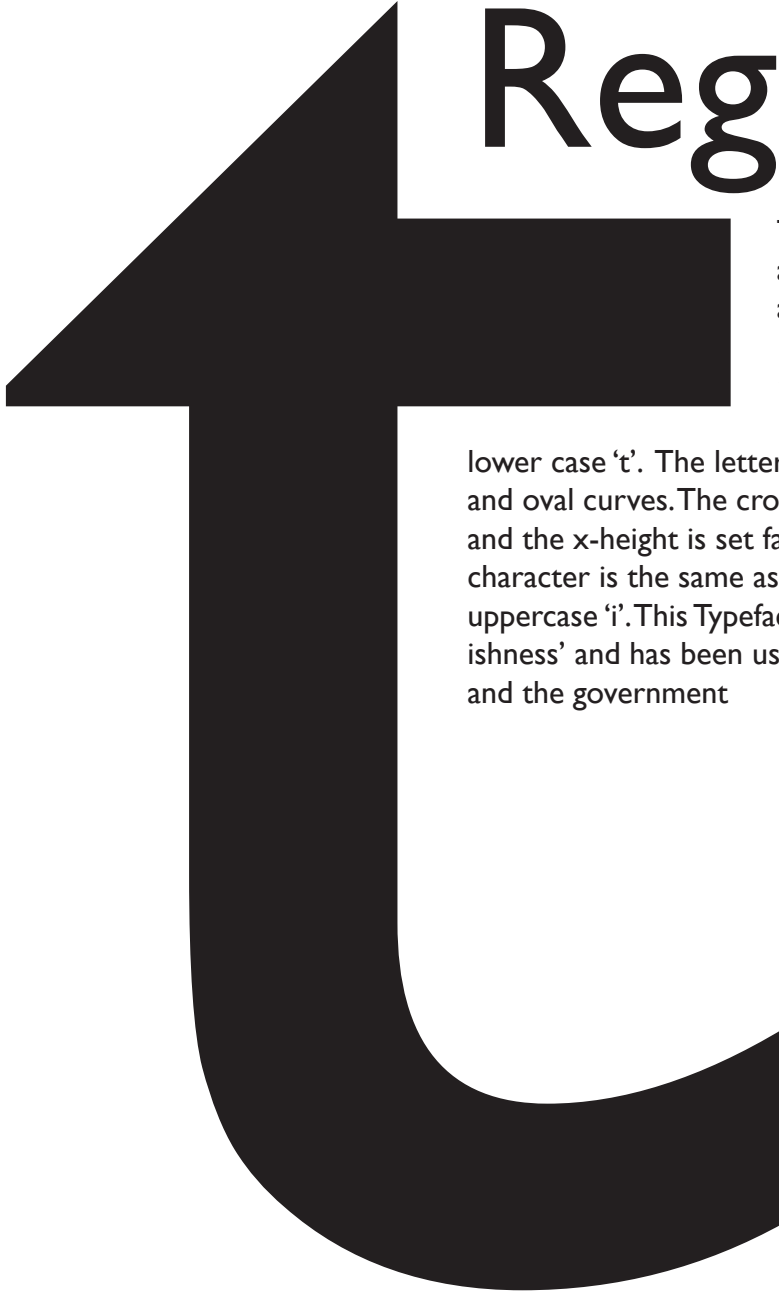 Reg
t
lower case ‘t’. The letter
and oval curves. The cro
and the x-height is set fa
character is the same as
uppercase ‘i’. This Typefac
ishness’ and has been us
and the government